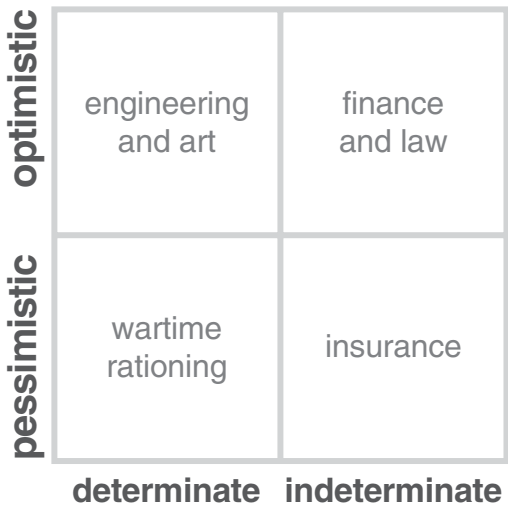 optimistic
engineering
and art
finance
and law
pessimistic
wartime
rationing
insurance
determinate
indeterminate